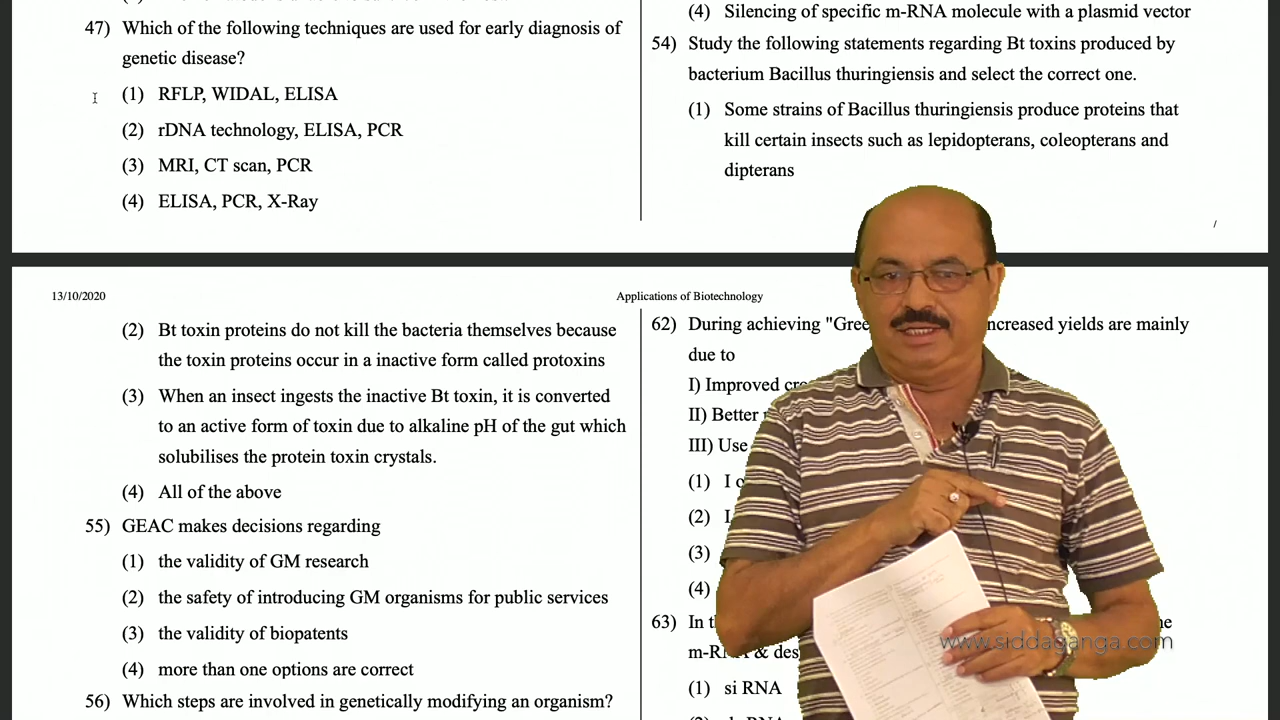 47) Which of the following techniques are used for early diagnosis of
genetic disease?
(1) RFLP, WIDAL, ELISA
(2) rDNA technology, ELISA, PCR
(3) MRI, CT scan, PCR
(4) ELISA, PCR, X-Ray
(4) Silencing of specific m-RNA molecule with a plasmid vector
54) Study the following statements regarding Bt toxins produced by
bacterium Bacillus thuringiensis and select the correct one.
(1) Some strains of Bacillus thuringiensis produce proteins that
kill certain insects such as lepidopterans, coleopterans and
dipterans
/
13/10/2020
Applications of Biotechnology
(2) Bt toxin proteins do not kill the bacteria themselves because
the toxin proteins occur in a inactive form called protoxins
(3) When an insect ingests the inactive Bt toxin, it is converted
to an active form of toxin due to alkaline pH of the gut which
solubilises the protein toxin crystals.
(4) All of the above
55) GEAC makes decisions regarding
(1) the validity of GM research
(2) the safety of introducing GM organisms for public services
(3) the validity of biopatents
(4) more than one options are correct
56) Which steps are involved in genetically modifying an organism?
62) During achieving "Gree ncreased yields are mainly
due to
I) Improved
II) Better
III) Use
(1) I
(2)
(3)
(4)
63) In
& 
(1) si RNA
(2) RNA
www.siddaganga.com